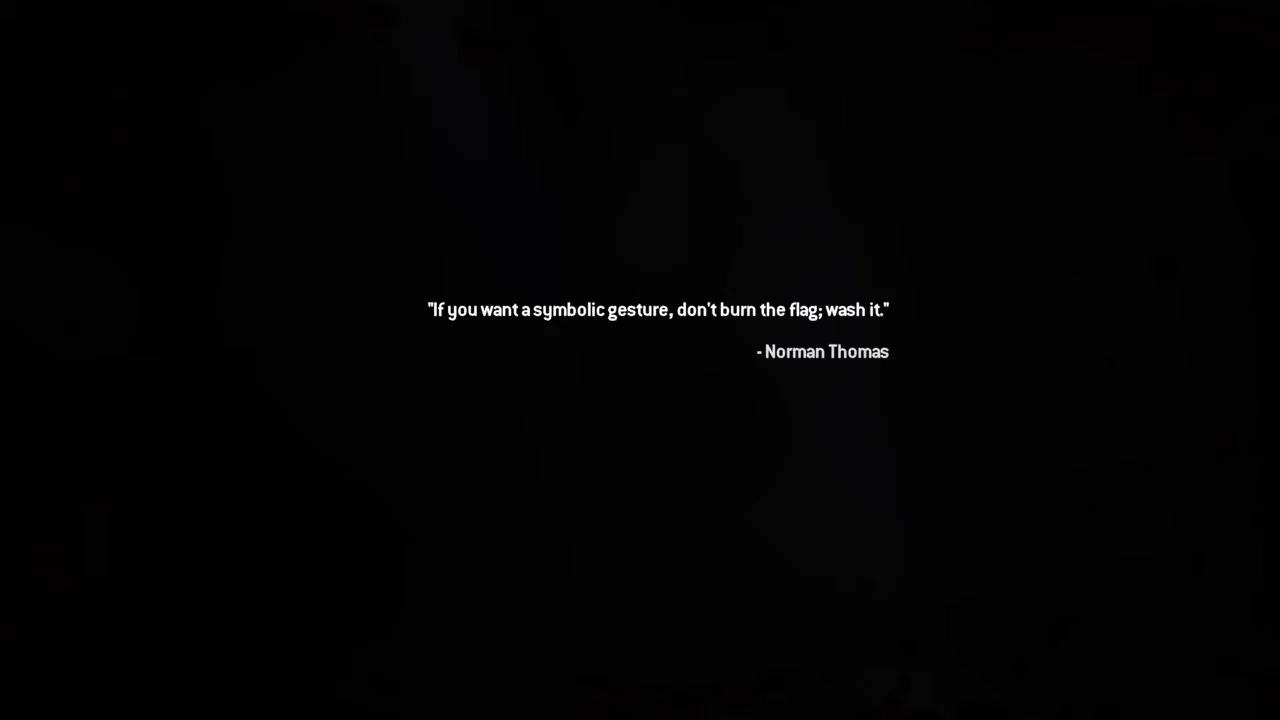 "If you want a symbolic gesture, don't burn the flag; wash it."
- Norman Thomas